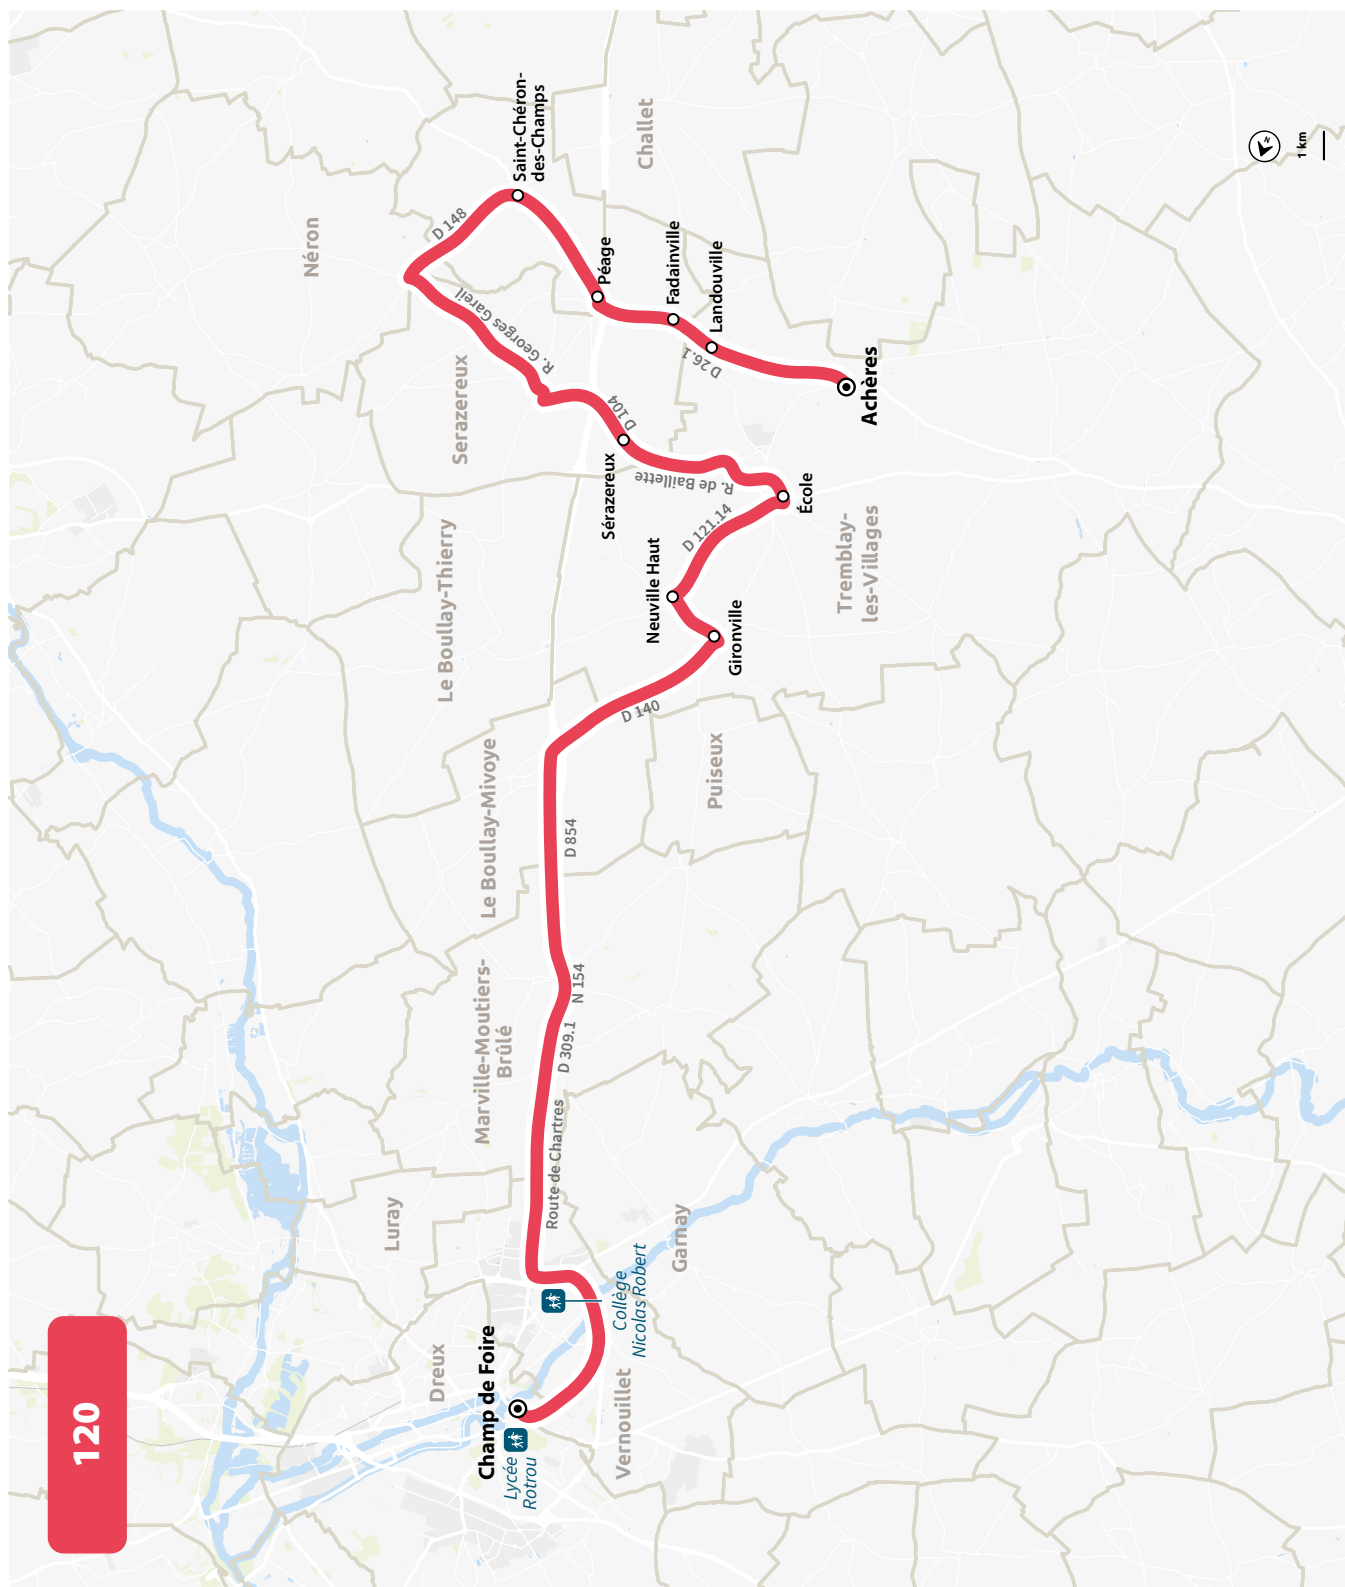 120
Champ de Foire
Lycée
Rotrou
Collège
Nicolas Robert
Dreux
Vernouillet
Luray
Garnay
Route de Chartres
D 309.1
N 154
Marville-Moutiers-
Brûlé
D 854
Le Boullay-Mivoye
Puiseux
D 140
Le Boullay-Thierry
Gironville
Neuville Haut
D 121.14
École
Tremblay-
les-Villages
R. de Baillette
Sérazereux
D 104
Serazereux
R. Georges Gareil
Néron
D 148
Saint-Chéron-
des-Champs
Challet
Péage
Fadainville
Landouville
D 26.1
Achères
N
1 km